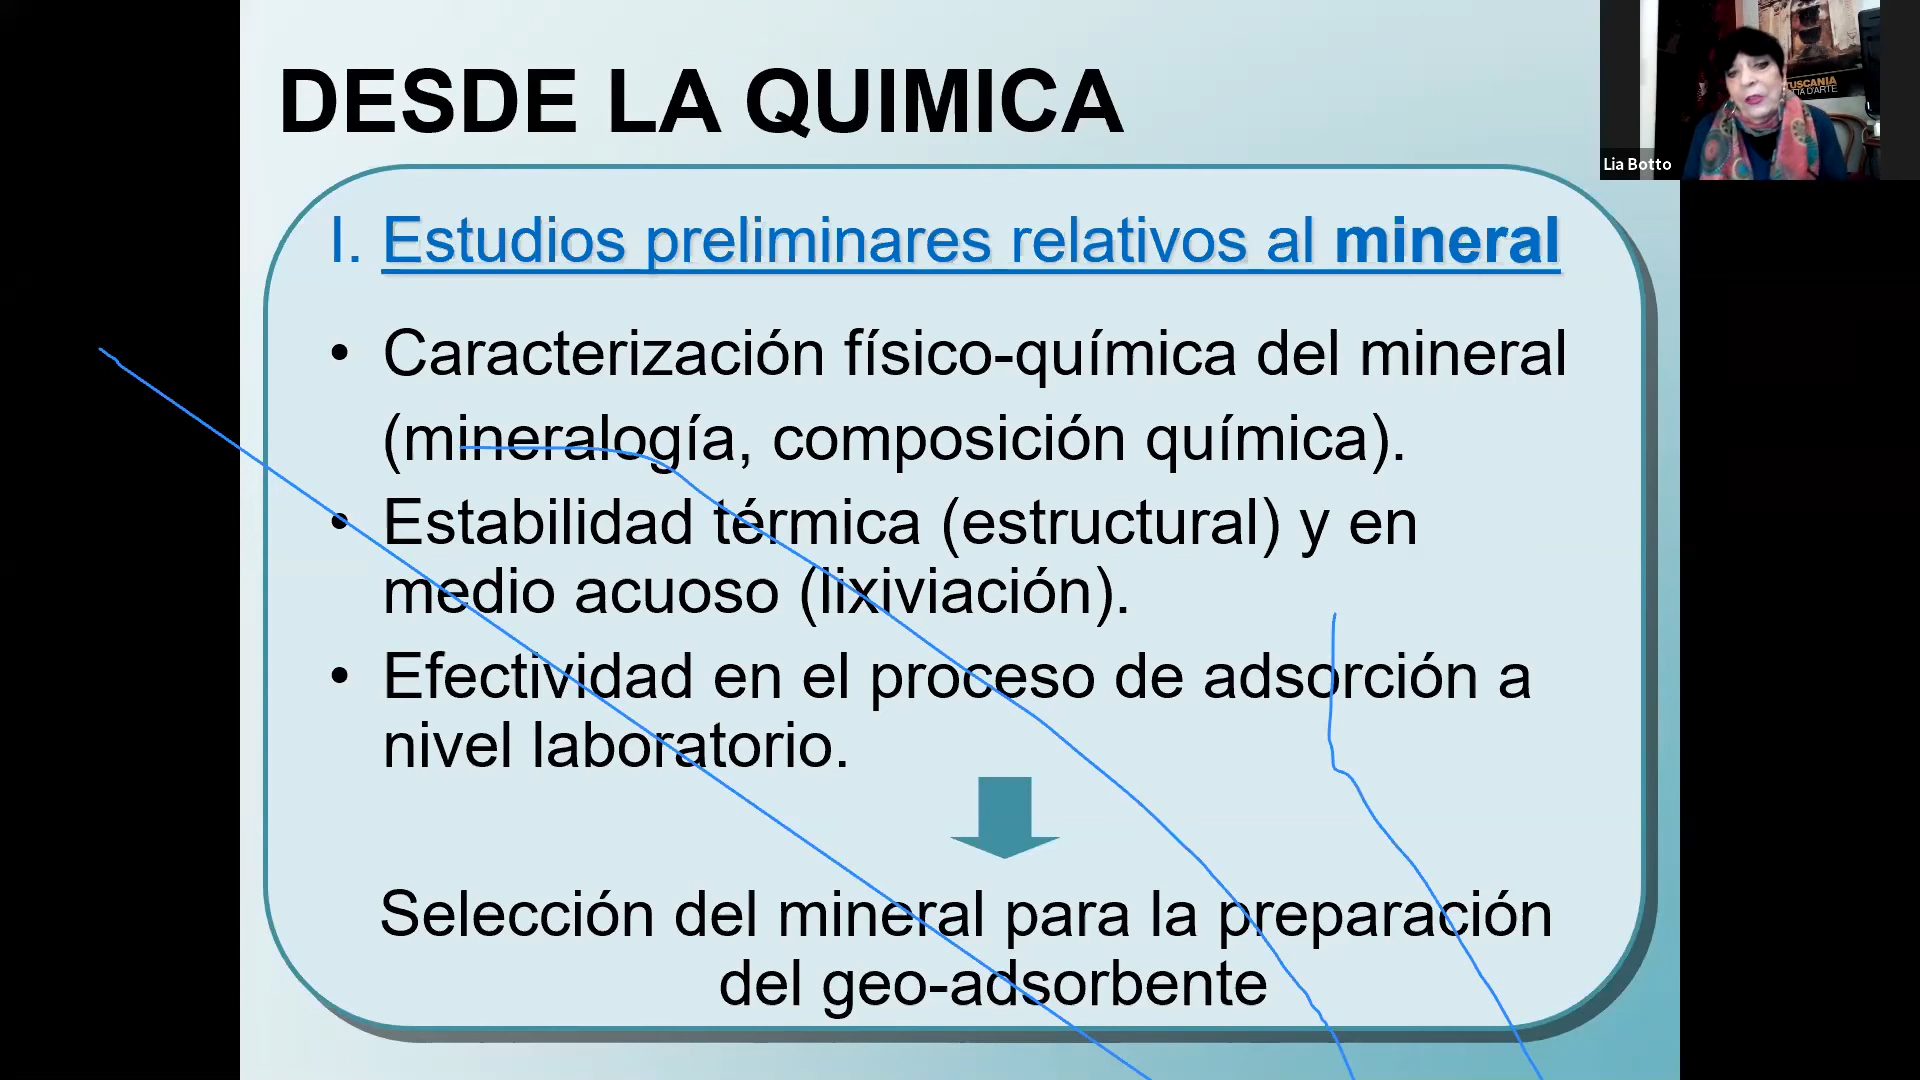 DESDE LA QUIMICA
I. Estudios preliminares relativos al mineral
• Caracterización físico-química del mineral
(mineralogía, composición química).
• Estabilidad térmica (estructural) y en
medio acuoso (lixiviación).
• Efectividad en el proceso de adsorción a
nivel laboratorio.
Selección del mineral para la preparación
del geo-adsorbente
TUSCANIA
D'ARTE
Lia Botto